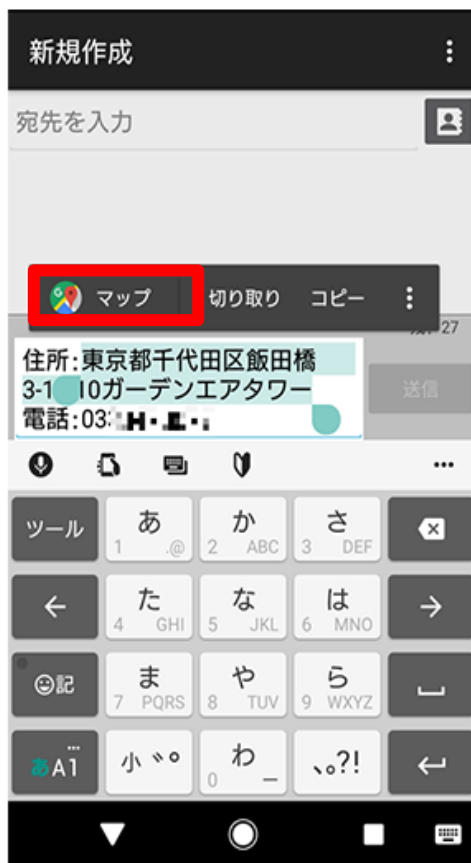 新規作成
宛先を入力
マップ 切り取り コピー
27
住所:東京都千代田区飯田橋
3-1 10ガーデンエアタワー
送信
電話:03
ツール あ か さ
1 .@ 2 ABC 3 DEF
た な は
4 GHI 5 JKL 6 MNO
記 ま や ら
7 PQRS 8 TUV 9 WXYZ
あA1 小゛゜ わ 、。?!
0 ー